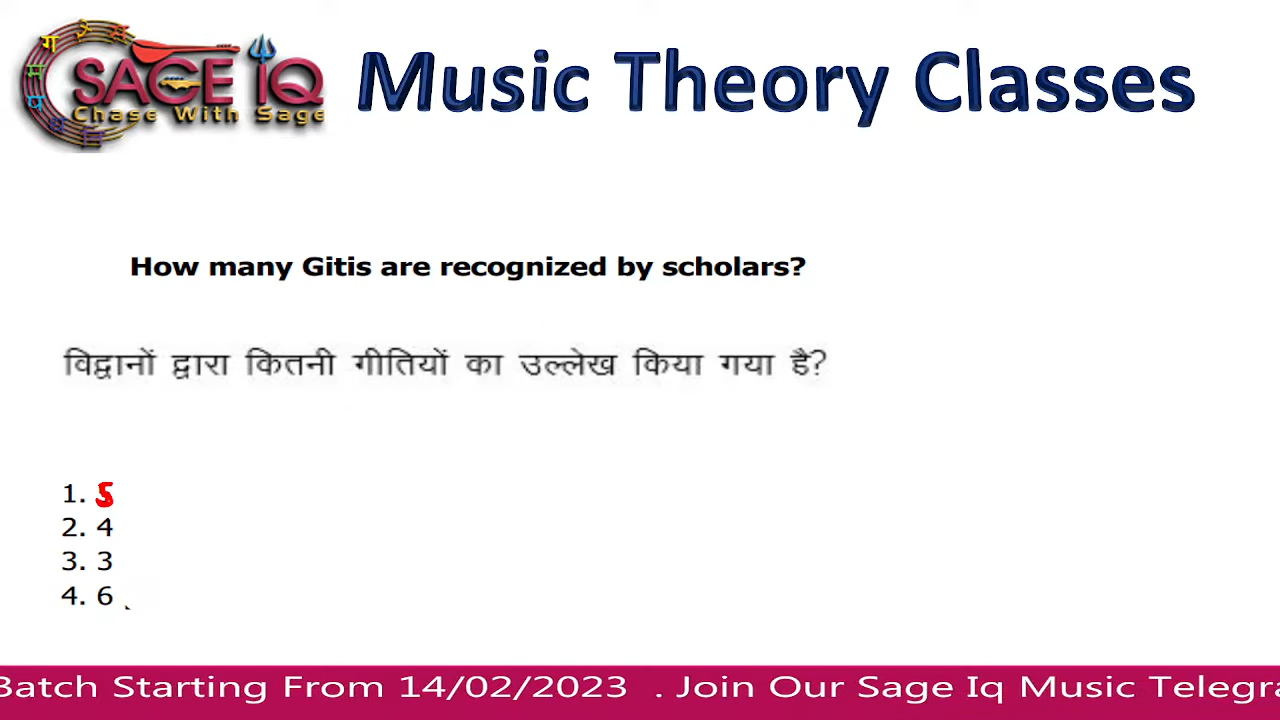 SAGE IQ
Chase With Sage
Music Theory Classes
How many Gitis are recognized by scholars?
विद्वानों द्वारा कितनी गीतियों का उल्लेख किया गया है?
1. 5
2. 4
3. 3
4. 6
Batch Starting From 14/02/2023 . Join Our Sage Iq Music Telegra